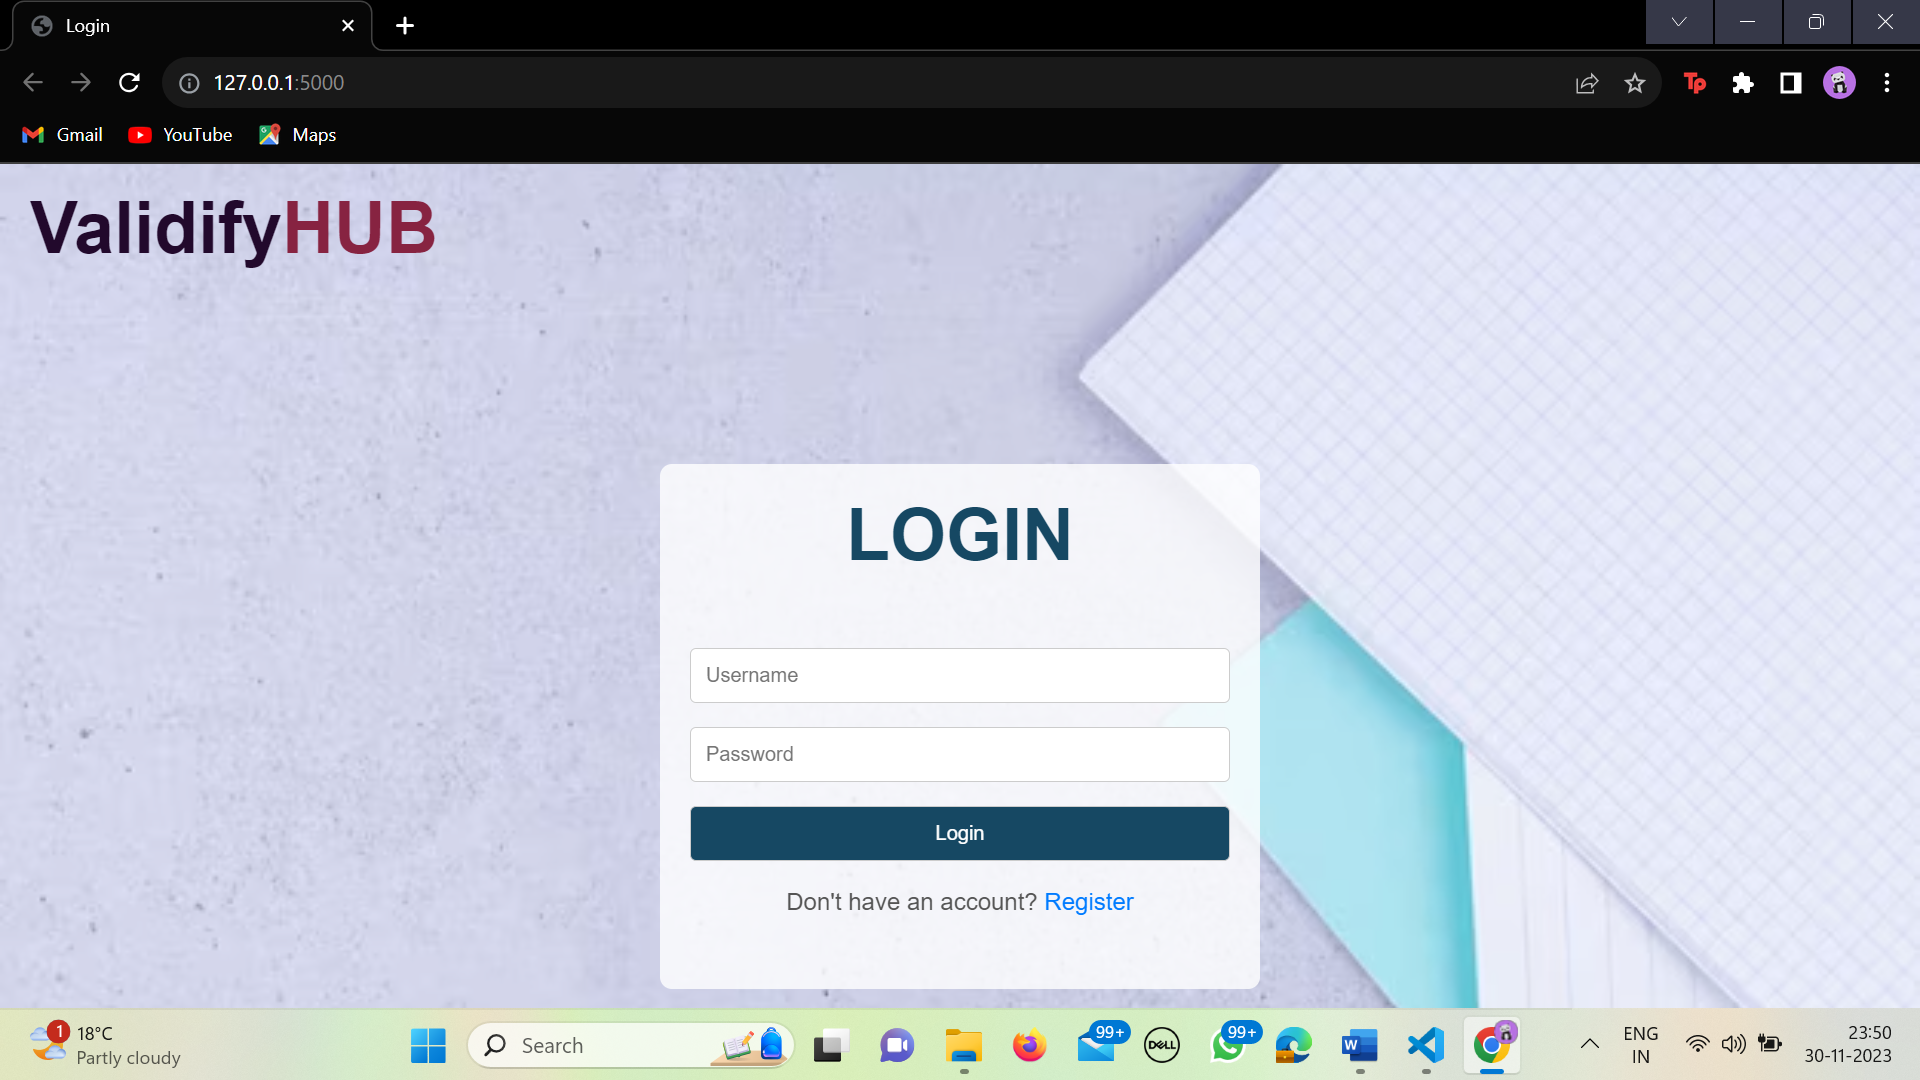 Login
127.0.0.1:5000
Tp
Gmail
YouTube
Maps
ValidifyHUB
LOGIN
Username
Password
Login
Don't have an account? Register
1
18°C
Partly cloudy
Search
99+
DELL
99+
W
ENG
IN
23:50
30-11-2023